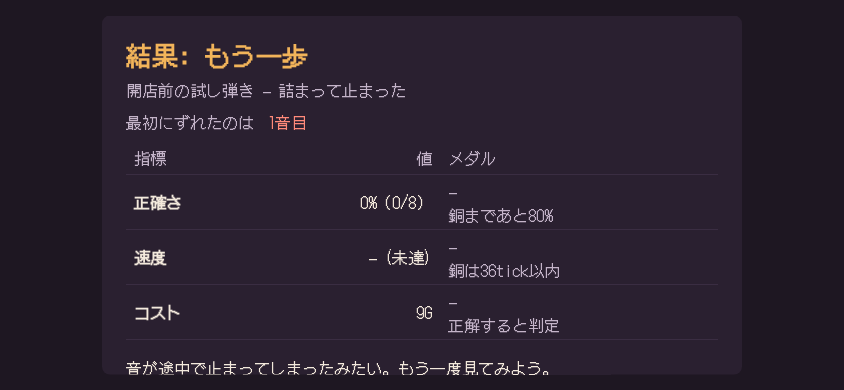 結果: もう一歩
開店前の試し弾き – 詰まって止まった
最初にずれたのは 1音目
指標 値 メダル
正確さ 0% (0/8) –
銅まであと80%
速度 – (未達) –
銅は36tick以内
コスト 9G –
正解すると判定
音が途中で止まってしまったみたい。もう一度見てみよう。